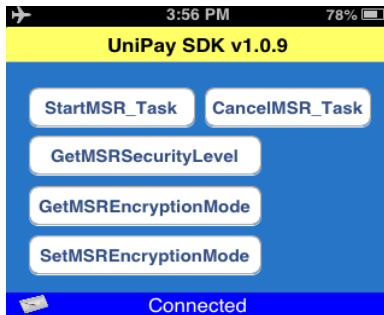 3:56 PM 78%
UniPay SDK v1.0.9
StartMSR_Task CancelMSR_Task
GetMSRSecurityLevel
GetMSREncryptionMode
SetMSREncryptionMode
Connected